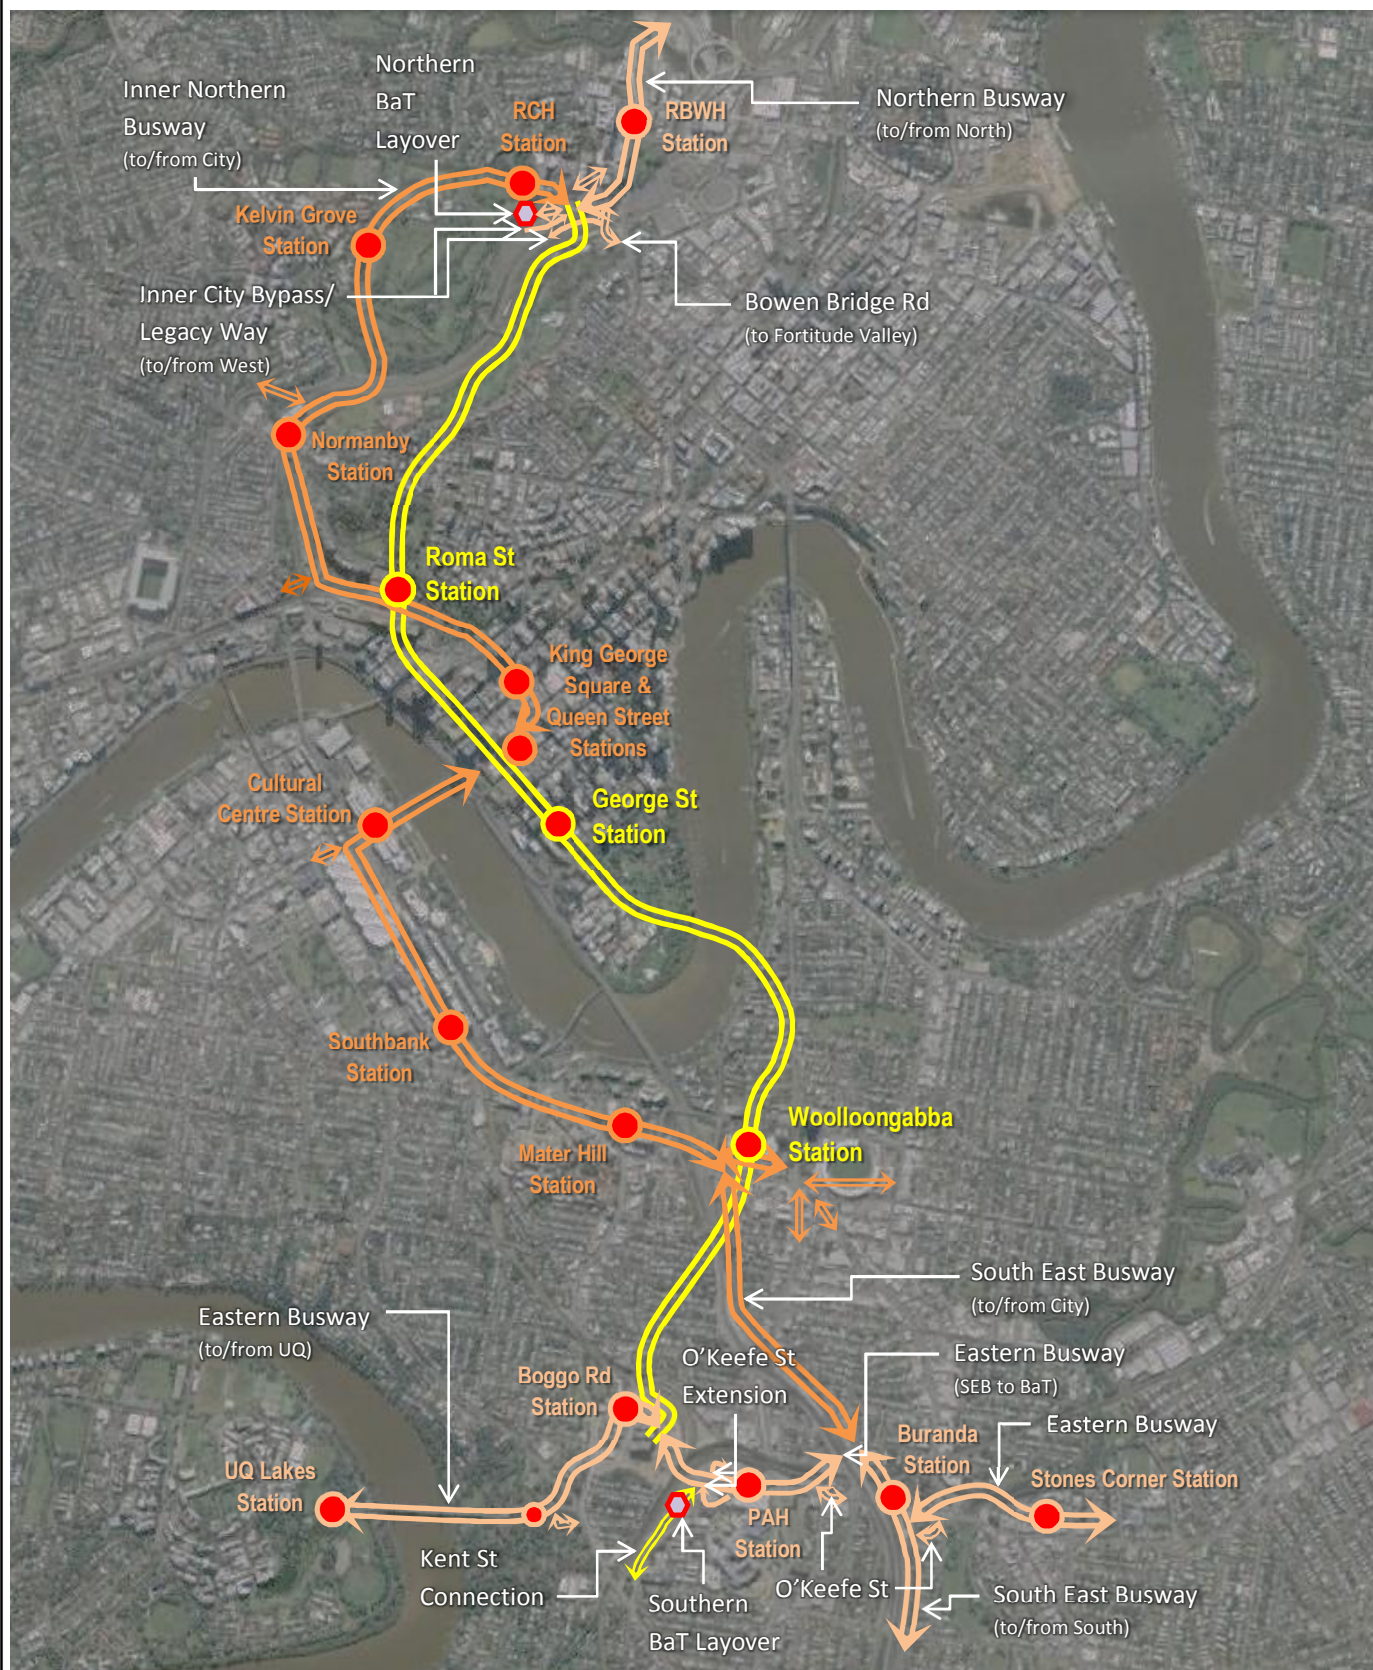 Northern
BaT
Layover
Inner Northern
Busway
(to/from City)
RCH
Station
RBWH
Station
Northern Busway
(to/from North)
Kelvin Grove
Station
Inner City Bypass/
Legacy Way
(to/from West)
Bowen Bridge Rd
(to Fortitude Valley)
Normanby
Station
Roma St
Station
King George
Square &
Queen Street
Stations
Cultural
Centre Station
George St
Station
Southbank
Station
Woolloongabba
Station
Mater Hill
Station
South East Busway
(to/from City)
Eastern Busway
(to/from UQ)
O'Keefe St
Extension
Eastern Busway
(SEB to BaT)
Boggo Rd
Station
Eastern Busway
Buranda
Station
UQ Lakes
Station
Stones Corner Station
PAH
Station
Kent St
Connection
Southern
BaT Layover
O'Keefe St
South East Busway
(to/from South)